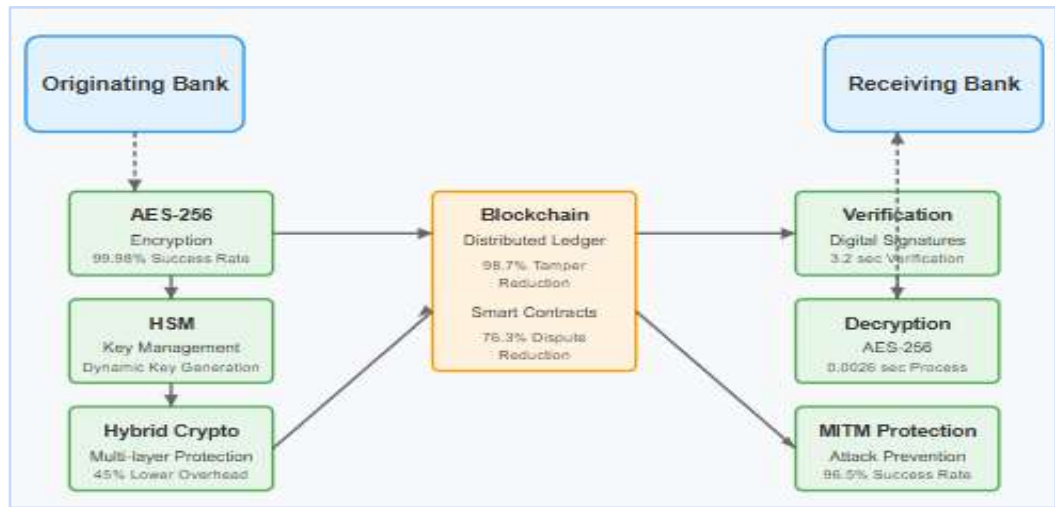 Originating Bank
Receiving Bank
AES-256
Encryption
99.98% Success Rate
HSM
Key Management
Dynamic Key Generation
Hybrid Crypto
Multi-layer Protection
45% Lower Overhead
Blockchain
Distributed Ledger
98.7% Tamper
Reduction
Smart Contracts
76.3% Dispute
Reduction
Verification
Digital Signatures
3.2 sec Verification
Decryption
AES-256
0.0026 sec Process
MITM Protection
Attack Prevention
96.5% Success Rate